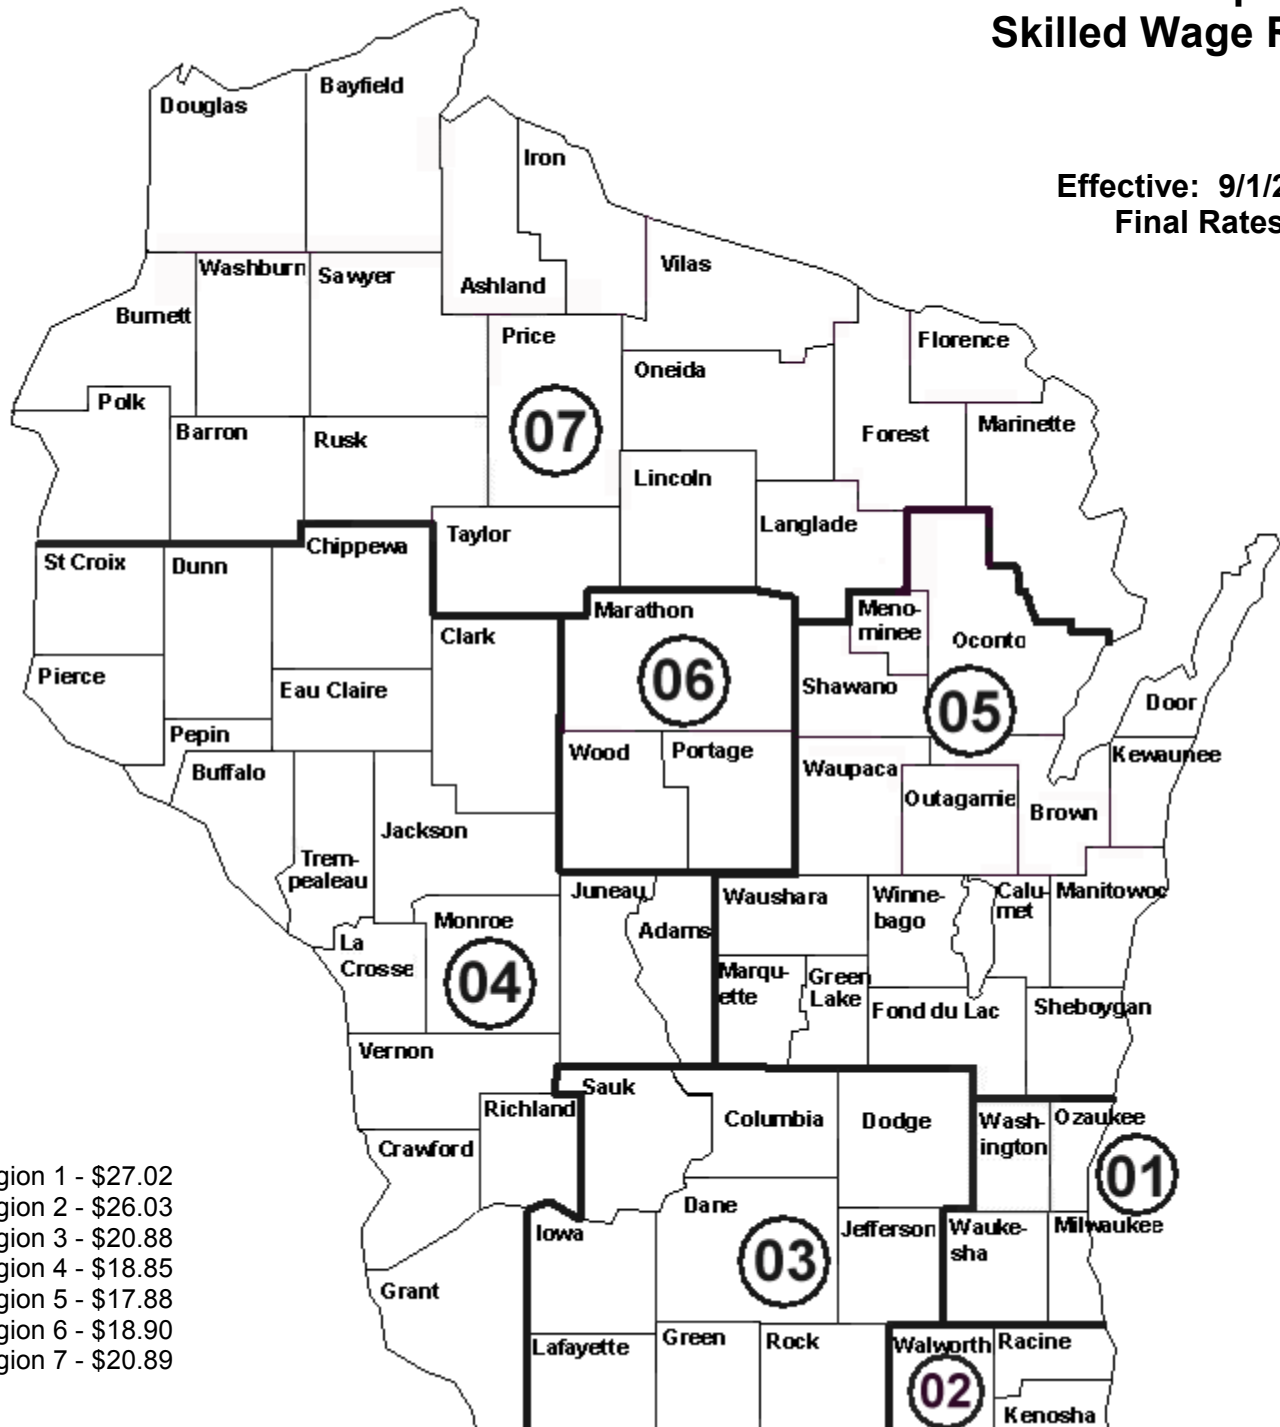 Skilled Wage R
Effective: 9/1/2
Final Rates
Douglas
Bayfield
Iron
Vilas
Washburn
Sawyer
Ashland
Burnett
Price
Florence
Oneida
Polk
Barron
Rusk
07
Forest
Marinette
Lincoln
Langlade
Taylor
Chippewa
St Croix
Dunn
Marathon
Meno-
minee
Clark
Oconto
Pierce
Eau Claire
06
Shawano
05
Door
Pepin
Buffalo
Wood
Portage
Waupaca
Kewaunee
Outagamie
Brown
Jackson
Trem-
pealeau
Juneau
Waushara
Winne-
bago
Calu-
met
Manitowoc
Monroe
Adams
La
Crosse
04
Marqu-
ette
Green
Lake
Fond du Lac
Sheboygan
Vernon
Sauk
Richland
Columbia
Dodge
Wash-
ington
Ozaukee
Crawford
01
Dane
Iowa
Jefferson
Wauke-
sha
Milwaukee
03
Grant
Lafayette
Green
Rock
Walworth
Racine
02
Kenosha
gion 1 - $27.02
gion 2 - $26.03
gion 3 - $20.88
gion 4 - $18.85
gion 5 - $17.88
gion 6 - $18.90
gion 7 - $20.89